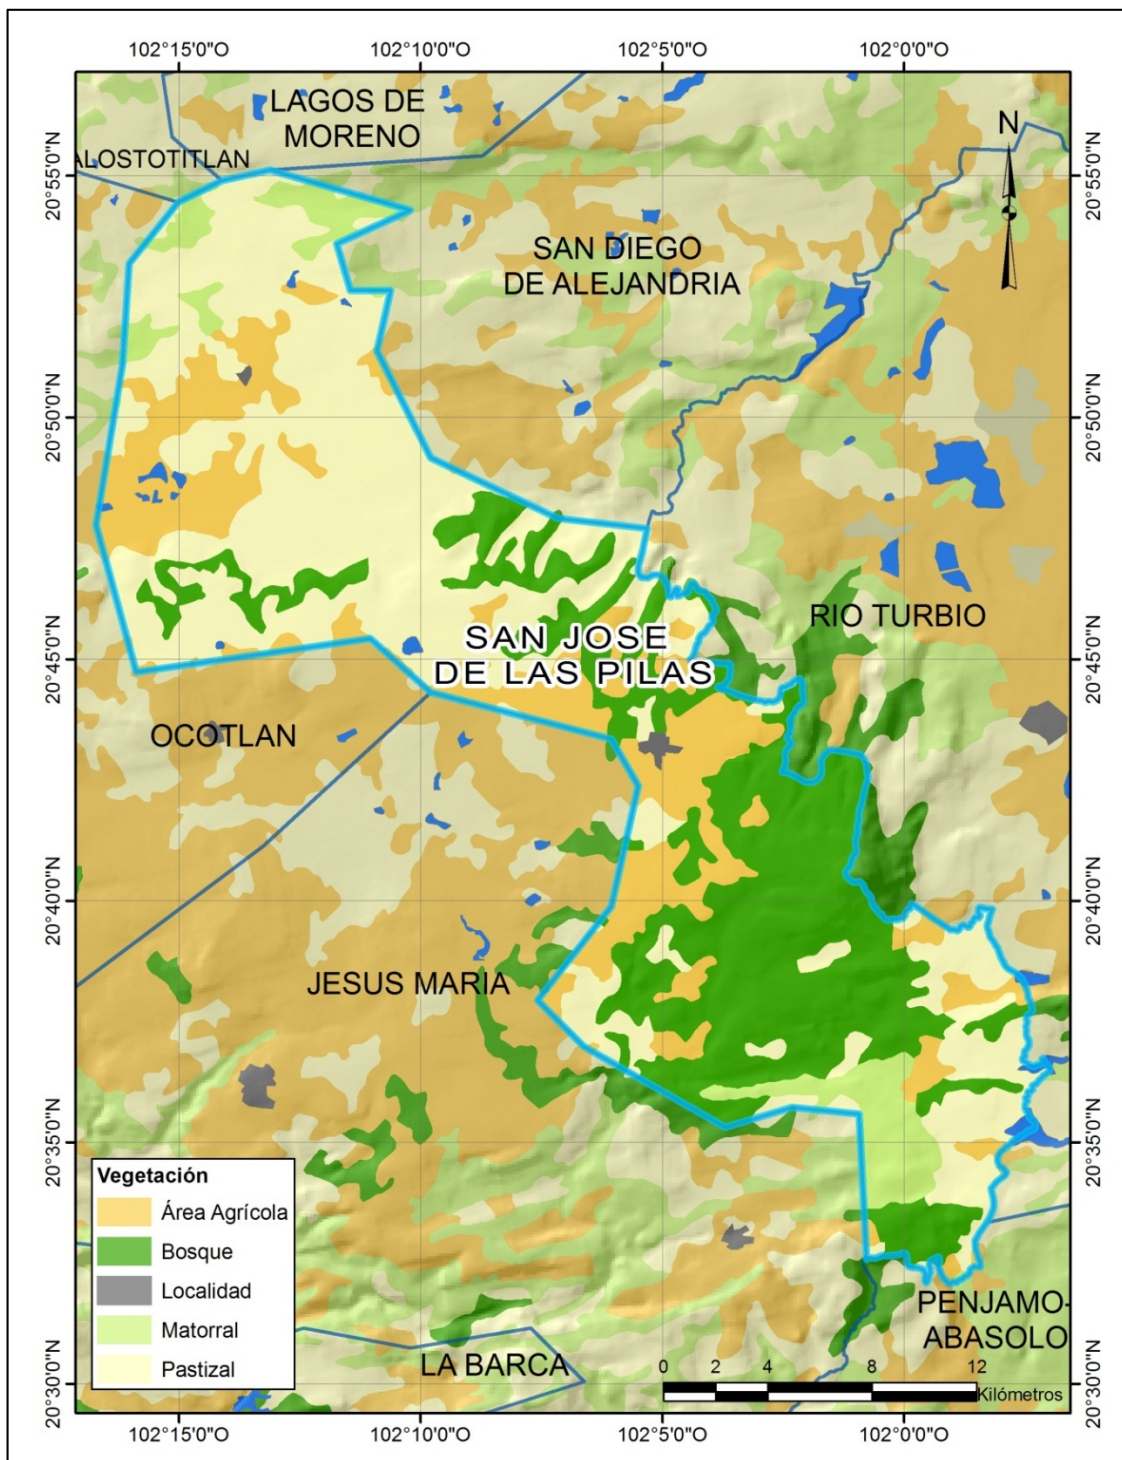 102°15'0"O 102°10'0"O 102°5'0"O 102°0'0"O
LAGOS DE
MORENO
ALOSTOTITLAN
N
20°55'0"N 20°55'0"N
SAN DIEGO
DE ALEJANDRIA
20°50'0"N 20°50'0"N
RIO TURBIO
SAN JOSE
DE LAS PILAS
20°45'0"N 20°45'0"N
OCOTLAN
20°40'0"N 20°40'0"N
JESUS MARIA
20°35'0"N 20°35'0"N
Vegetación
Área Agrícola
Bosque
Localidad
Matorral
Pastizal
PENJAMO-
ABASOLO
LA BARCA
0 2 4 8 12
Kilómetros
20°30'0"N 20°30'0"N
102°15'0"O 102°10'0"O 102°5'0"O 102°0'0"O